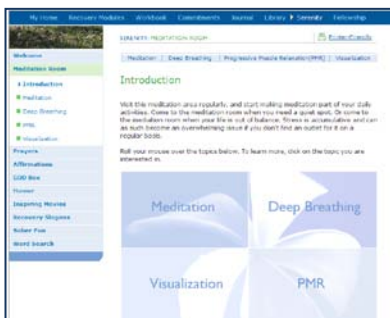 My Home Recovery Modules Workbook Commitments Journal Library Serenity Fellowship
SERENITY: MEDITATION ROOM
Meditation | Deep Breathing | Progressive Muscle Relaxation(PMR) | Visualization
Welcome
Meditation Room
Introduction
Meditation
Deep Breathing
PMR
Visualization
Prayers
Affirmations
GOD Box
Humor
Inspiring Movies
Recovery Slogans
Sober Fun
Word Search
Introduction
Visit this meditation area regularly, and start making meditation part of your daily
activities. Come to the meditation room when you need a quiet spot. Or come to
the meditation room when your life is out of balance. Stress is accumulative and can
as such become an overwhelming issue if you don't find an outlet for it on a
regular basis.
Roll your mouse over the topics below. To learn more, click on the topic you are
interested in.
Meditation Deep Breathing
Visualization PMR